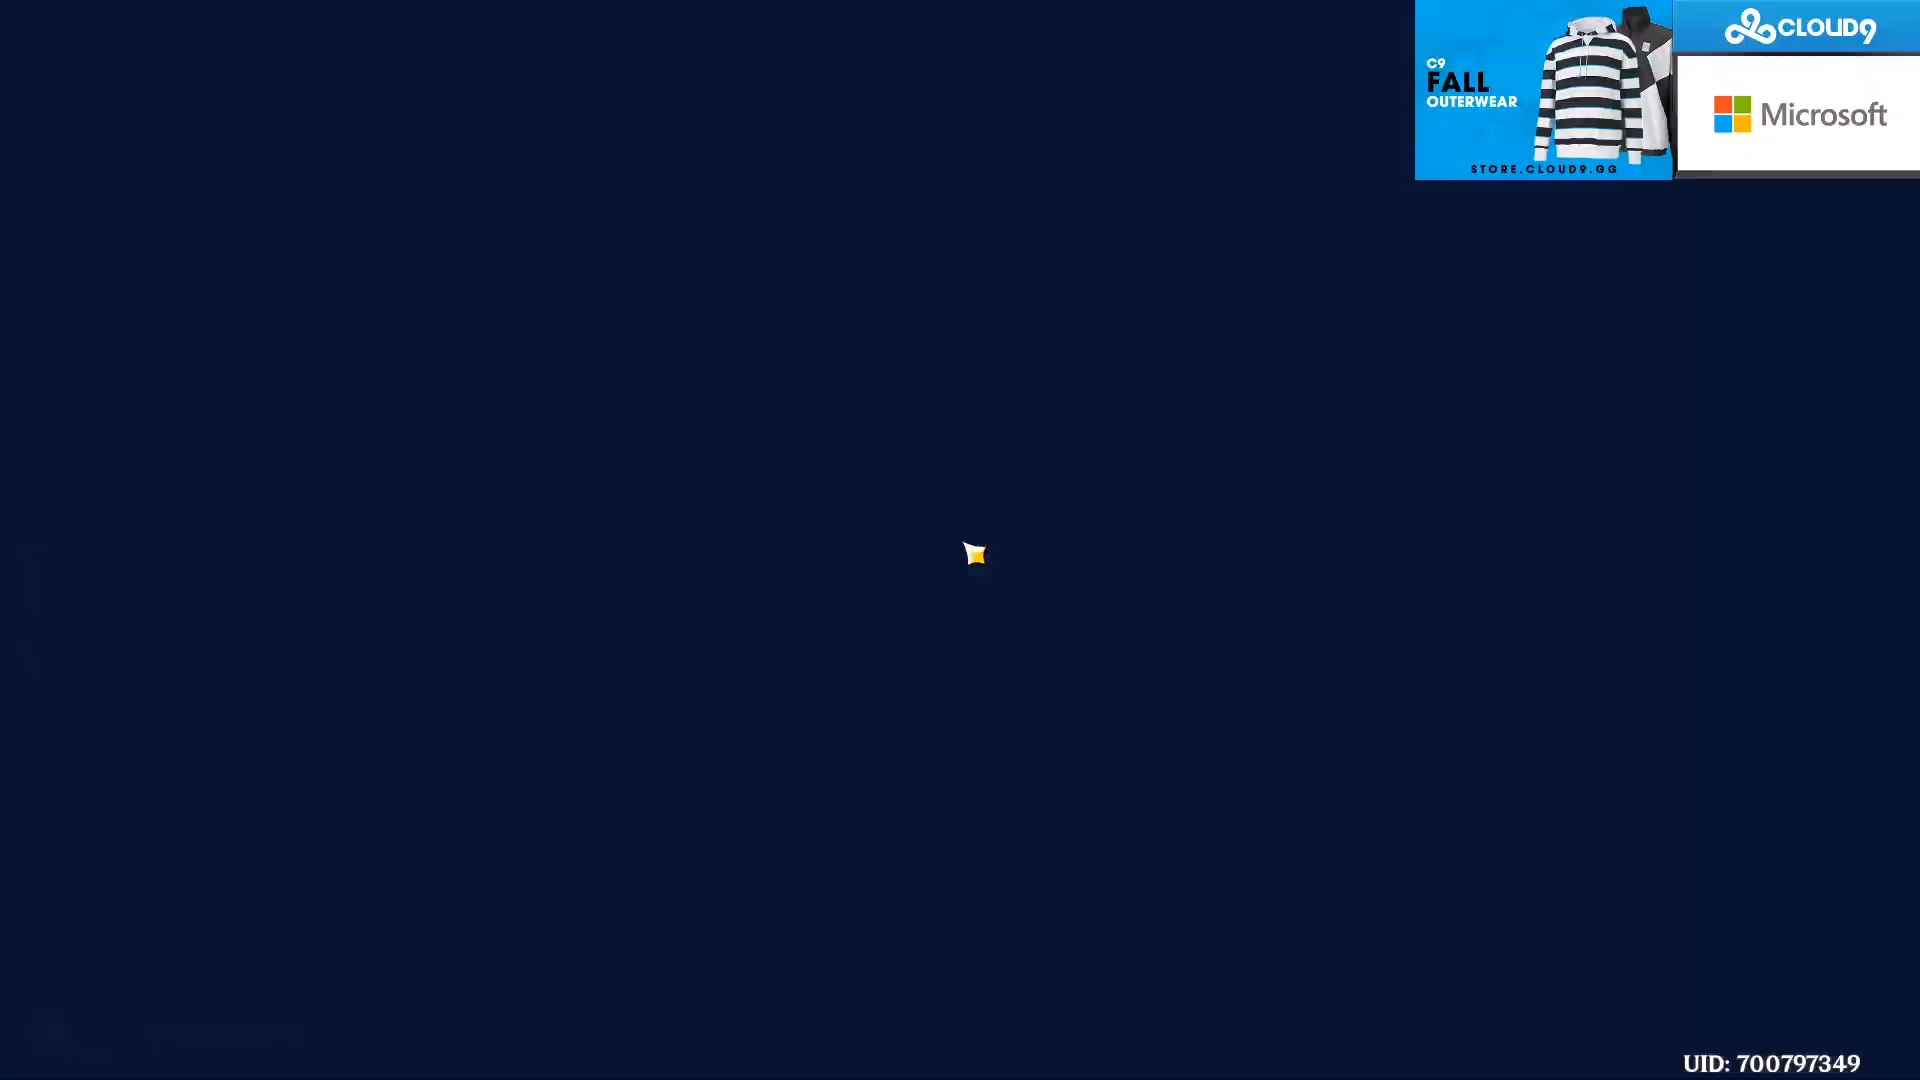 C9
FALL
OUTERWEAR
STORE.CLOUD9.GG
CLOUD9
Microsoft
UID: 700797349